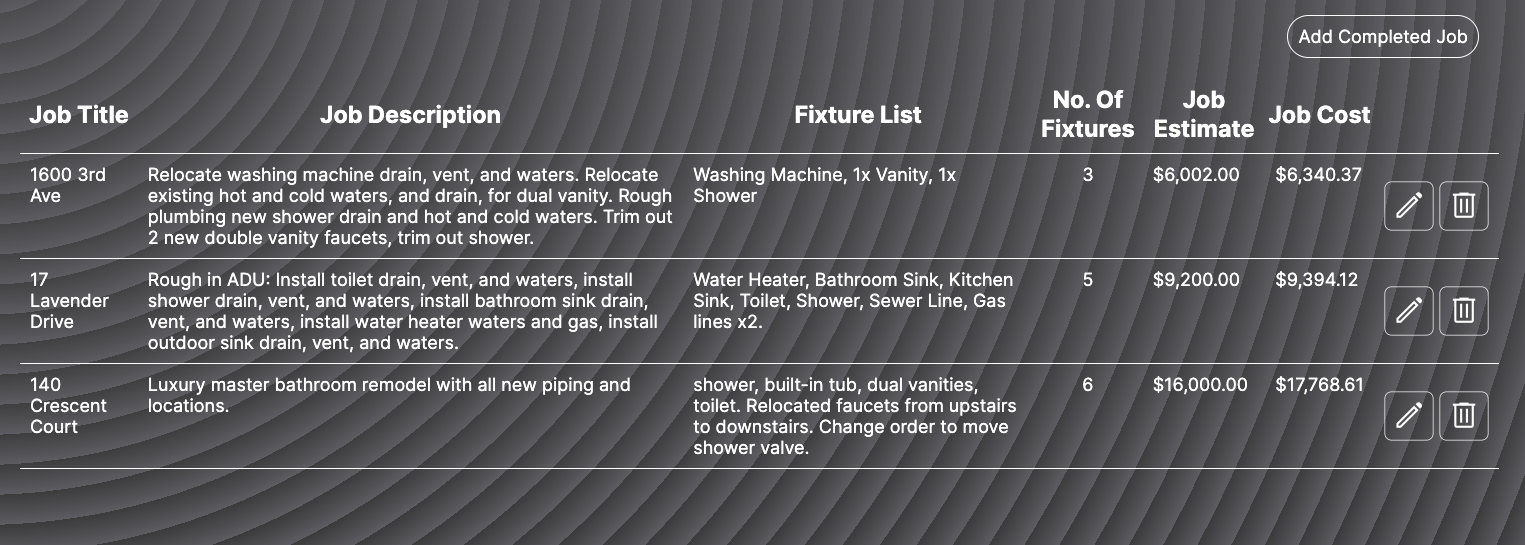 Add Completed Job
Job Title
Job Description
Fixture List
No. Of
Fixtures
Job
Estimate
Job Cost
1600 3rd
Ave
Relocate washing machine drain, vent, and waters. Relocate
existing hot and cold waters, and drain, for dual vanity. Rough
plumbing new shower drain and hot and cold waters. Trim out
2 new double vanity faucets, trim out shower.
Washing Machine, 1x Vanity, 1x
Shower
3
$6,002.00
$6,340.37
17
Lavender
Drive
Rough in ADU: Install toilet drain, vent, and waters, install
shower drain, vent, and waters, install bathroom sink drain,
vent, and waters, install water heater waters and gas, install
outdoor sink drain, vent, and waters.
Water Heater, Bathroom Sink, Kitchen
Sink, Toilet, Shower, Sewer Line, Gas
lines x2.
5
$9,200.00
$9,394.12
140
Crescent
Court
Luxury master bathroom remodel with all new piping and
locations.
shower, built-in tub, dual vanities,
toilet. Relocated faucets from upstairs
to downstairs. Change order to move
shower valve.
6
$16,000.00
$17,768.61